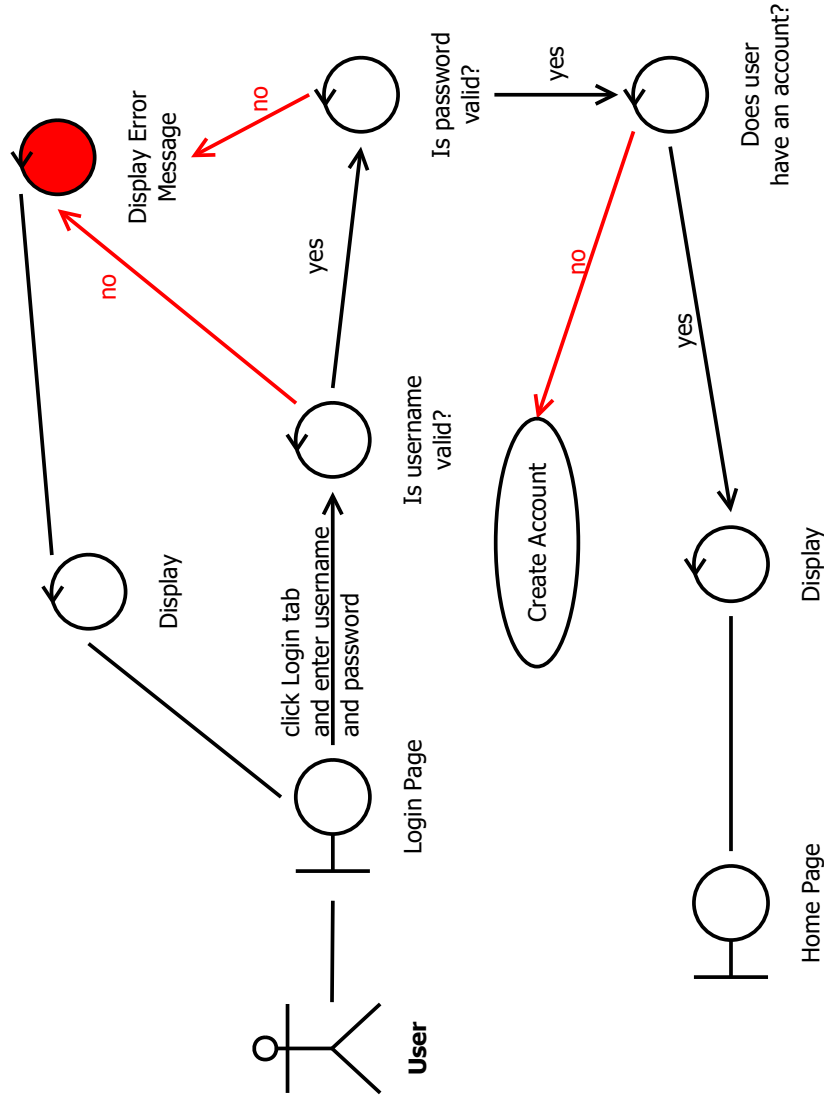 Display Error
Message
no
no
Display
click Login tab
and enter username
and password
yes
User
Login Page
Is username
valid?
Is password
valid?
yes
no
Create Account
yes
Does user
have an account?
Home Page
Display